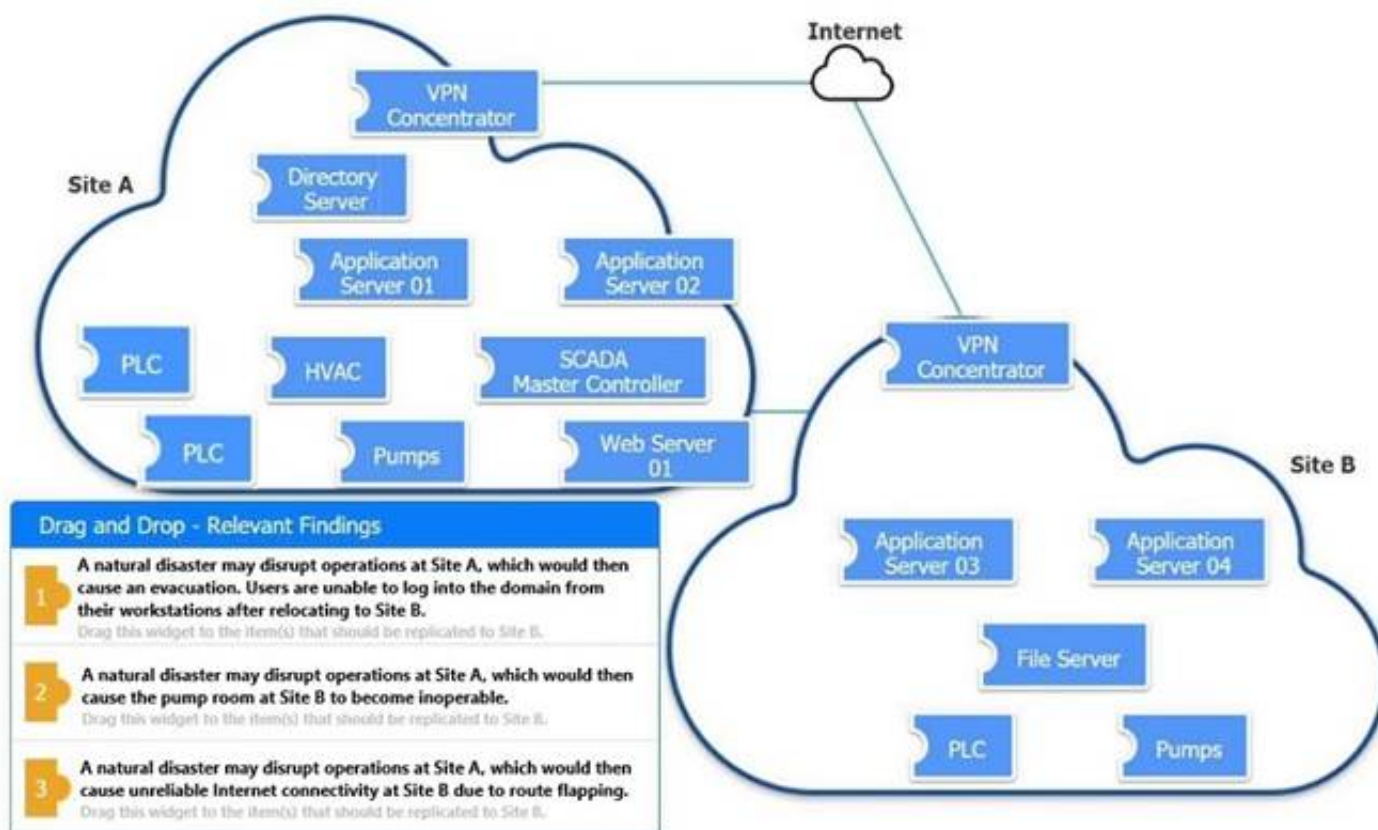 Internet
VPN
Concentrator
Site A
Directory
Server
Application
Server 01
Application
Server 02
PLC
HVAC
SCADA
Master Controller
VPN
Concentrator
PLC
Pumps
Web Server
01
Site B
Drag and Drop - Relevant Findings
1
A natural disaster may disrupt operations at Site A, which would then
cause an evacuation. Users are unable to log into the domain from
their workstations after relocating to Site B.
Drag this widget to the item(s) that should be replicated to Site B.
2
A natural disaster may disrupt operations at Site A, which would then
cause the pump room at Site B to become inoperable.
Drag this widget to the item(s) that should be replicated to Site B.
3
A natural disaster may disrupt operations at Site A, which would then
cause unreliable Internet connectivity at Site B due to route flapping.
Drag this widget to the item(s) that should be replicated to Site B.
Application
Server 03
Application
Server 04
File Server
PLC
Pumps